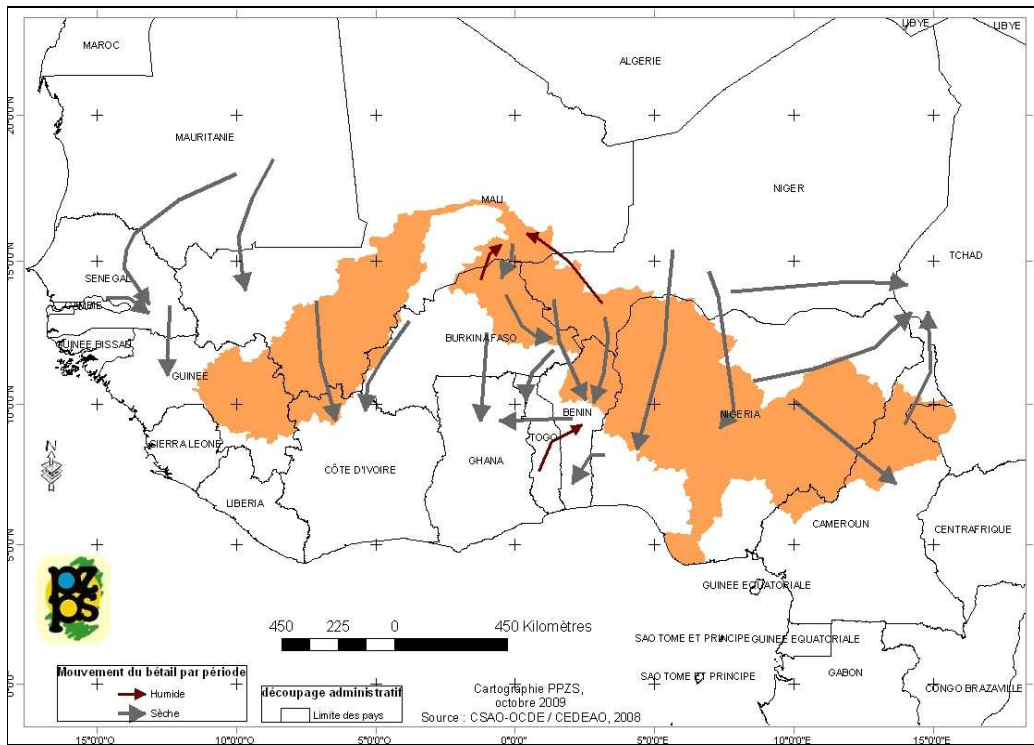 LIBYE
LIBYE
MAROC
ALGERIE
20°0'0"N
MAURITANIE
MALI
NIGER
TCHAD
15°0'0"N
SENEGAL
GAMBIE
GUINEE BISSAU
BURKINA FASO
GUINEE
10°0'0"N
BENIN
NIGERIA
TOGO
SIERRA LEONE
GHANA
CÔTE D'IVOIRE
N
LIBERIA
CAMEROUN
CENTRAFRIQUE
5°0'0"N
pzps
GUINEE EQUATORIALE
450 225 0 450 Kilomètres
SAO TOME ET PRINCIPE
GUINEE EQUATORIALE
SAO TOME ET PRINCIPE
GABON
CONGO BRAZAVILLE
0°0'0"
Mouvement du bétail par période
Humide
Sèche
découpage administratif
Limite des pays
Cartographie PPZS,
octobre 2009
Source : CSAO-OCDE / CEDEAO, 2008
15°0'0"O 10°0'0"O 5°0'0"O 0°0'0" 5°0'0"E 10°0'0"E 15°0'0"E